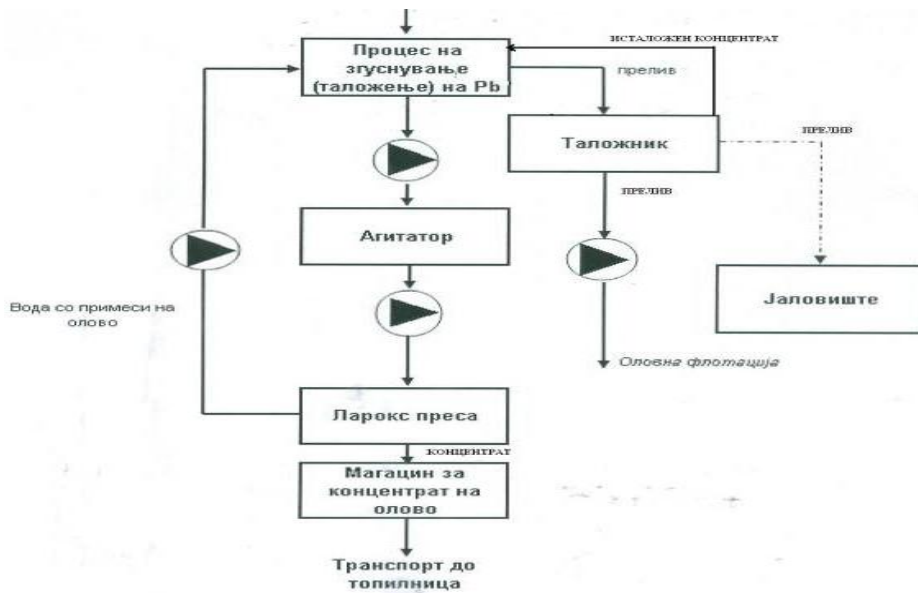 ИСТАЛОЖЕН КОНЦЕНТРАТ
Процес на
згуснување
(таложење) на Pb
прелив
Таложник
ПРЕЛИВ
ПРЕЛИВ
Агитатор
Јаловиште
Вода со примеси на
олово
Оловна флотација
Ларокс преса
КОНЦЕНТРАТ
Магацин за
концентрат на
олово
Транспорт до
топилница